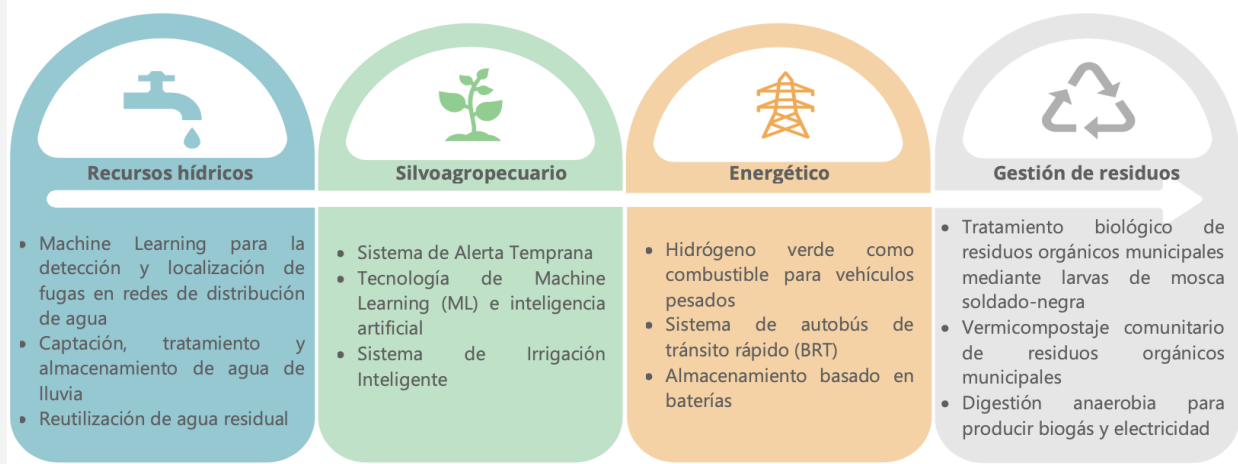 Recursos hídricos
• Machine Learning para la
detección y localización de
fugas en redes de distribución
de agua
• Captación, tratamiento y
almacenamiento de agua de
lluvia
• Reutilización de agua residual
Silvoagropecuario
• Sistema de Alerta Temprana
• Tecnología de Machine
Learning (ML) e inteligencia
artificial
• Sistema de Irrigación
Inteligente
Energético
• Hidrógeno verde como
combustible para vehículos
pesados
• Sistema de autobús de
tránsito rápido (BRT)
• Almacenamiento basado en
baterías
Gestión de residuos
• Tratamiento biológico de
residuos orgánicos municipales
mediante larvas de mosca
soldado-negra
• Vermicompostaje comunitario
de residuos orgánicos
municipales
• Digestión anaerobia para
producir biogás y electricidad